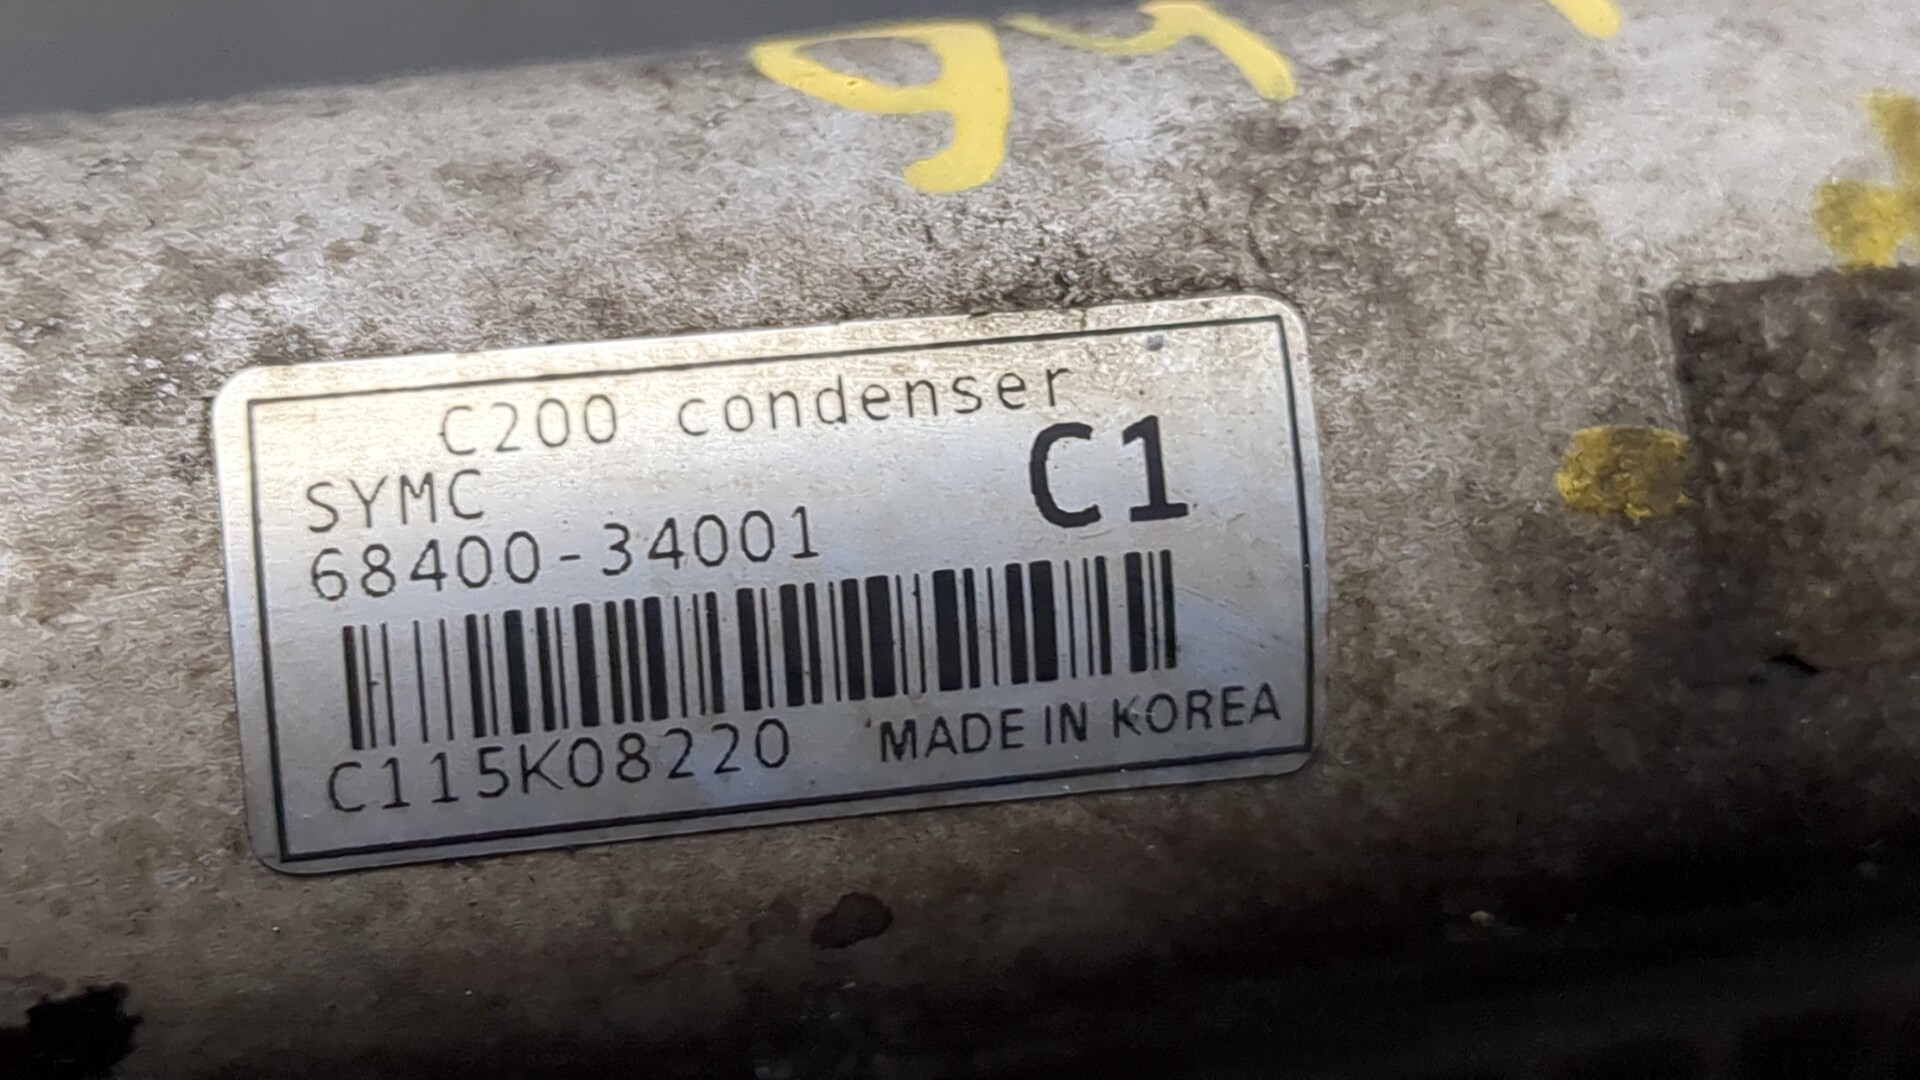 C200 condenser
SYMC
C1
68400-34001
C115K08220
MADE IN KOREA